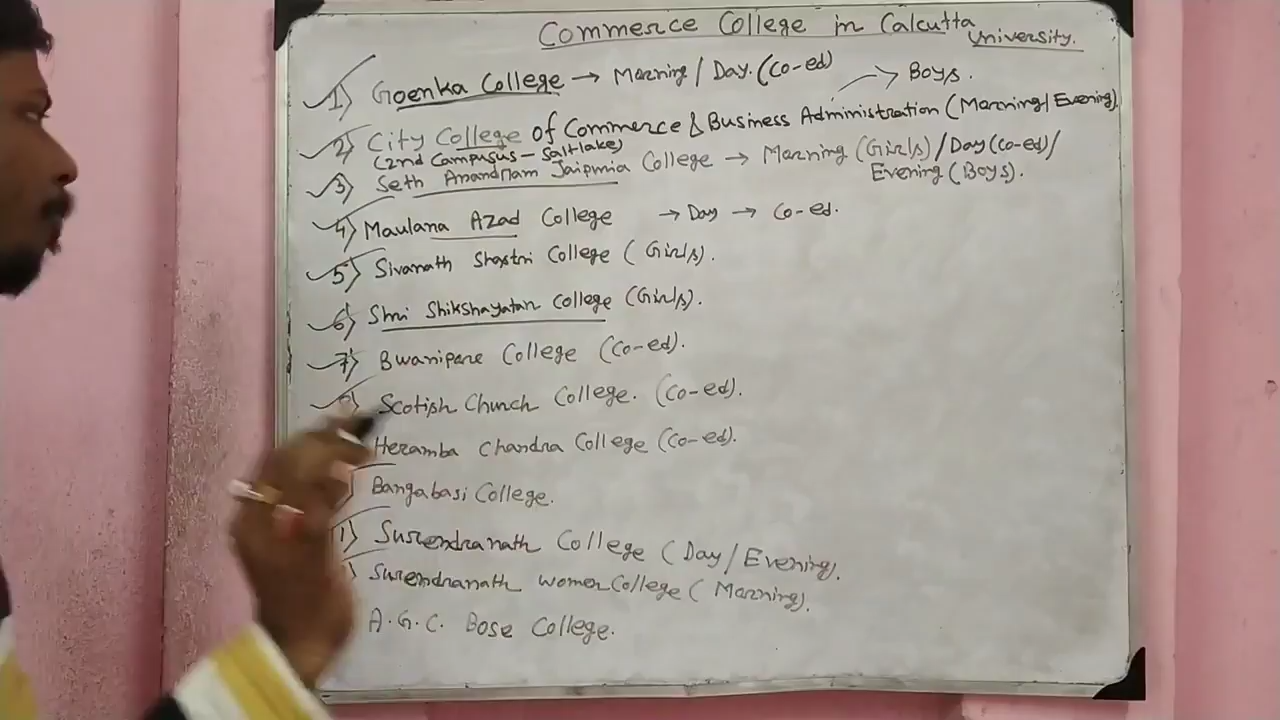 Commerce College in Calcutta University.
1) Goenka College → Morning / Day. (Co-ed)
→ Boys.
2) City College of Commerce & Business Administration (Morning/Evening)
(2nd Campusus - Saltlake)
3) Seth Anandram Jaipuria College → Morning (Girls) / Day (Co-ed) /
Evening (Boys).
4) Maulana Azad College → Day → Co-ed.
5) Sivanath Shastri College (Girls).
6) Shri Shikshayatan College (Girls).
7) Bwanipore College (Co-ed).
Scotish Church College. (Co-ed).
Heramba Chandra College (Co-ed).
Bangabasi College.
1) Surendranath College (Day/Evening).
) Surendranath women College (Morning).
A.G.C. Bose College.